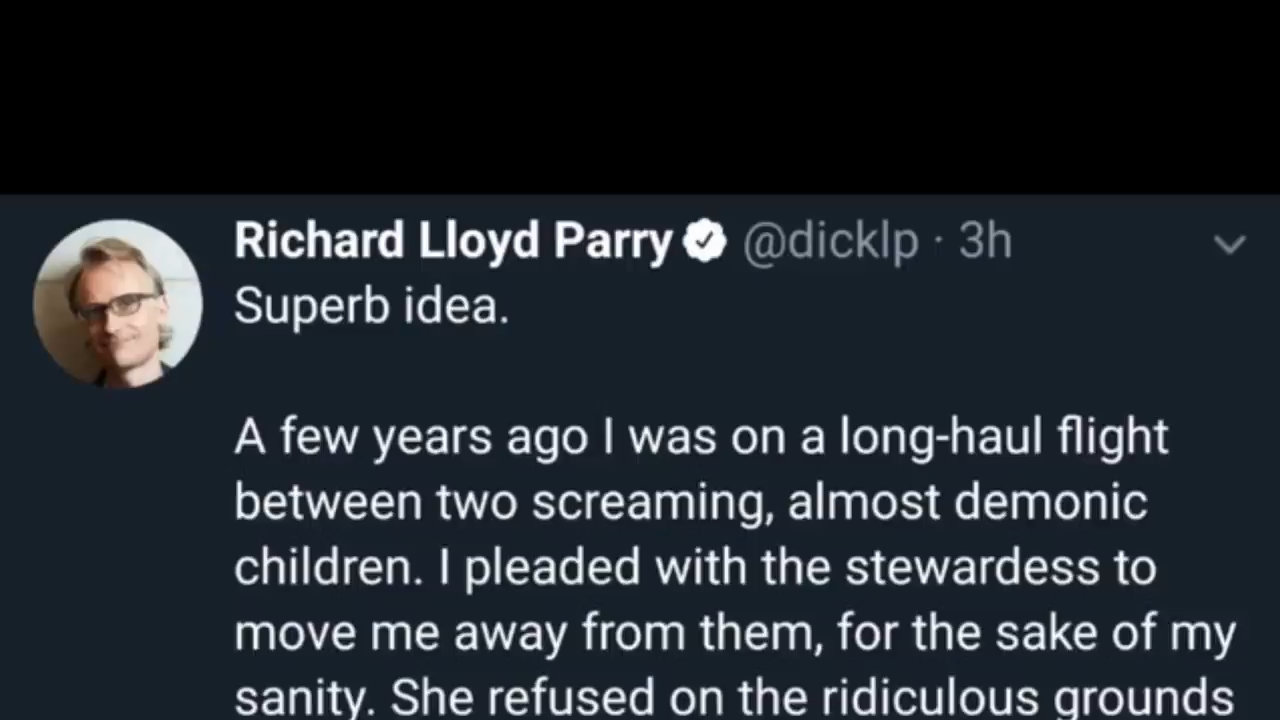 Richard Lloyd Parry @dicklp · 3h
Superb idea.
A few years ago I was on a long-haul flight
between two screaming, almost demonic
children. I pleaded with the stewardess to
move me away from them, for the sake of my
sanity. She refused on the ridiculous grounds